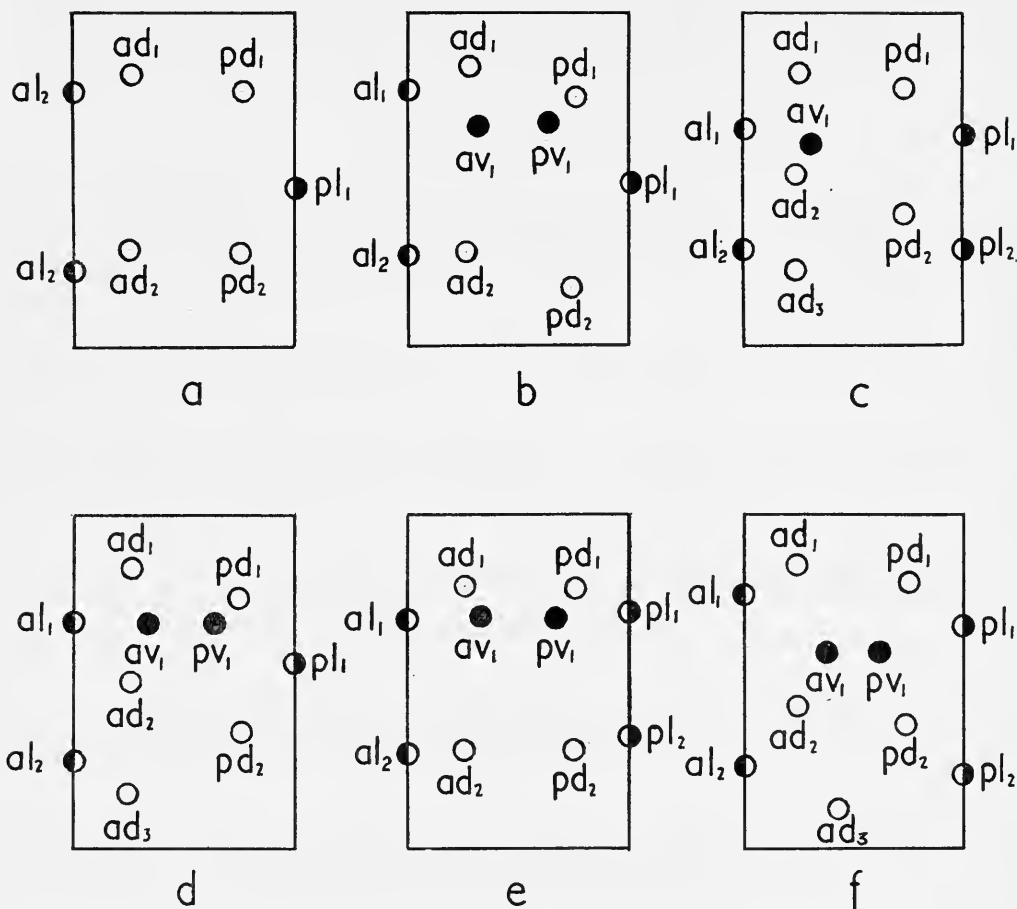 ad₁ pd₁
al₂
pl₁
al₂ ad₂ pd₂
a
ad₁ pd₁
al₁
av₁ pv₁
pl₁
al₂ ad₂
pd₂
b
ad₁ pd₁
av₁
al₁ pl₁
ad₂
al₂ pd₂ pl₂
ad₃
c
ad₁
pd₁
al₁
av₁ pv₁ pl₁
ad₂
al₂ pd₂
ad₃
d
ad₁ pd₁
al₁ pl₁
av₁ pv₁
al₂ pl₂
ad₂ pd₂
e
ad₁ pd₁
al₁
pl₁
av₁ pv₁
ad₂ pd₂
al₂ pl₂
ad₃
f